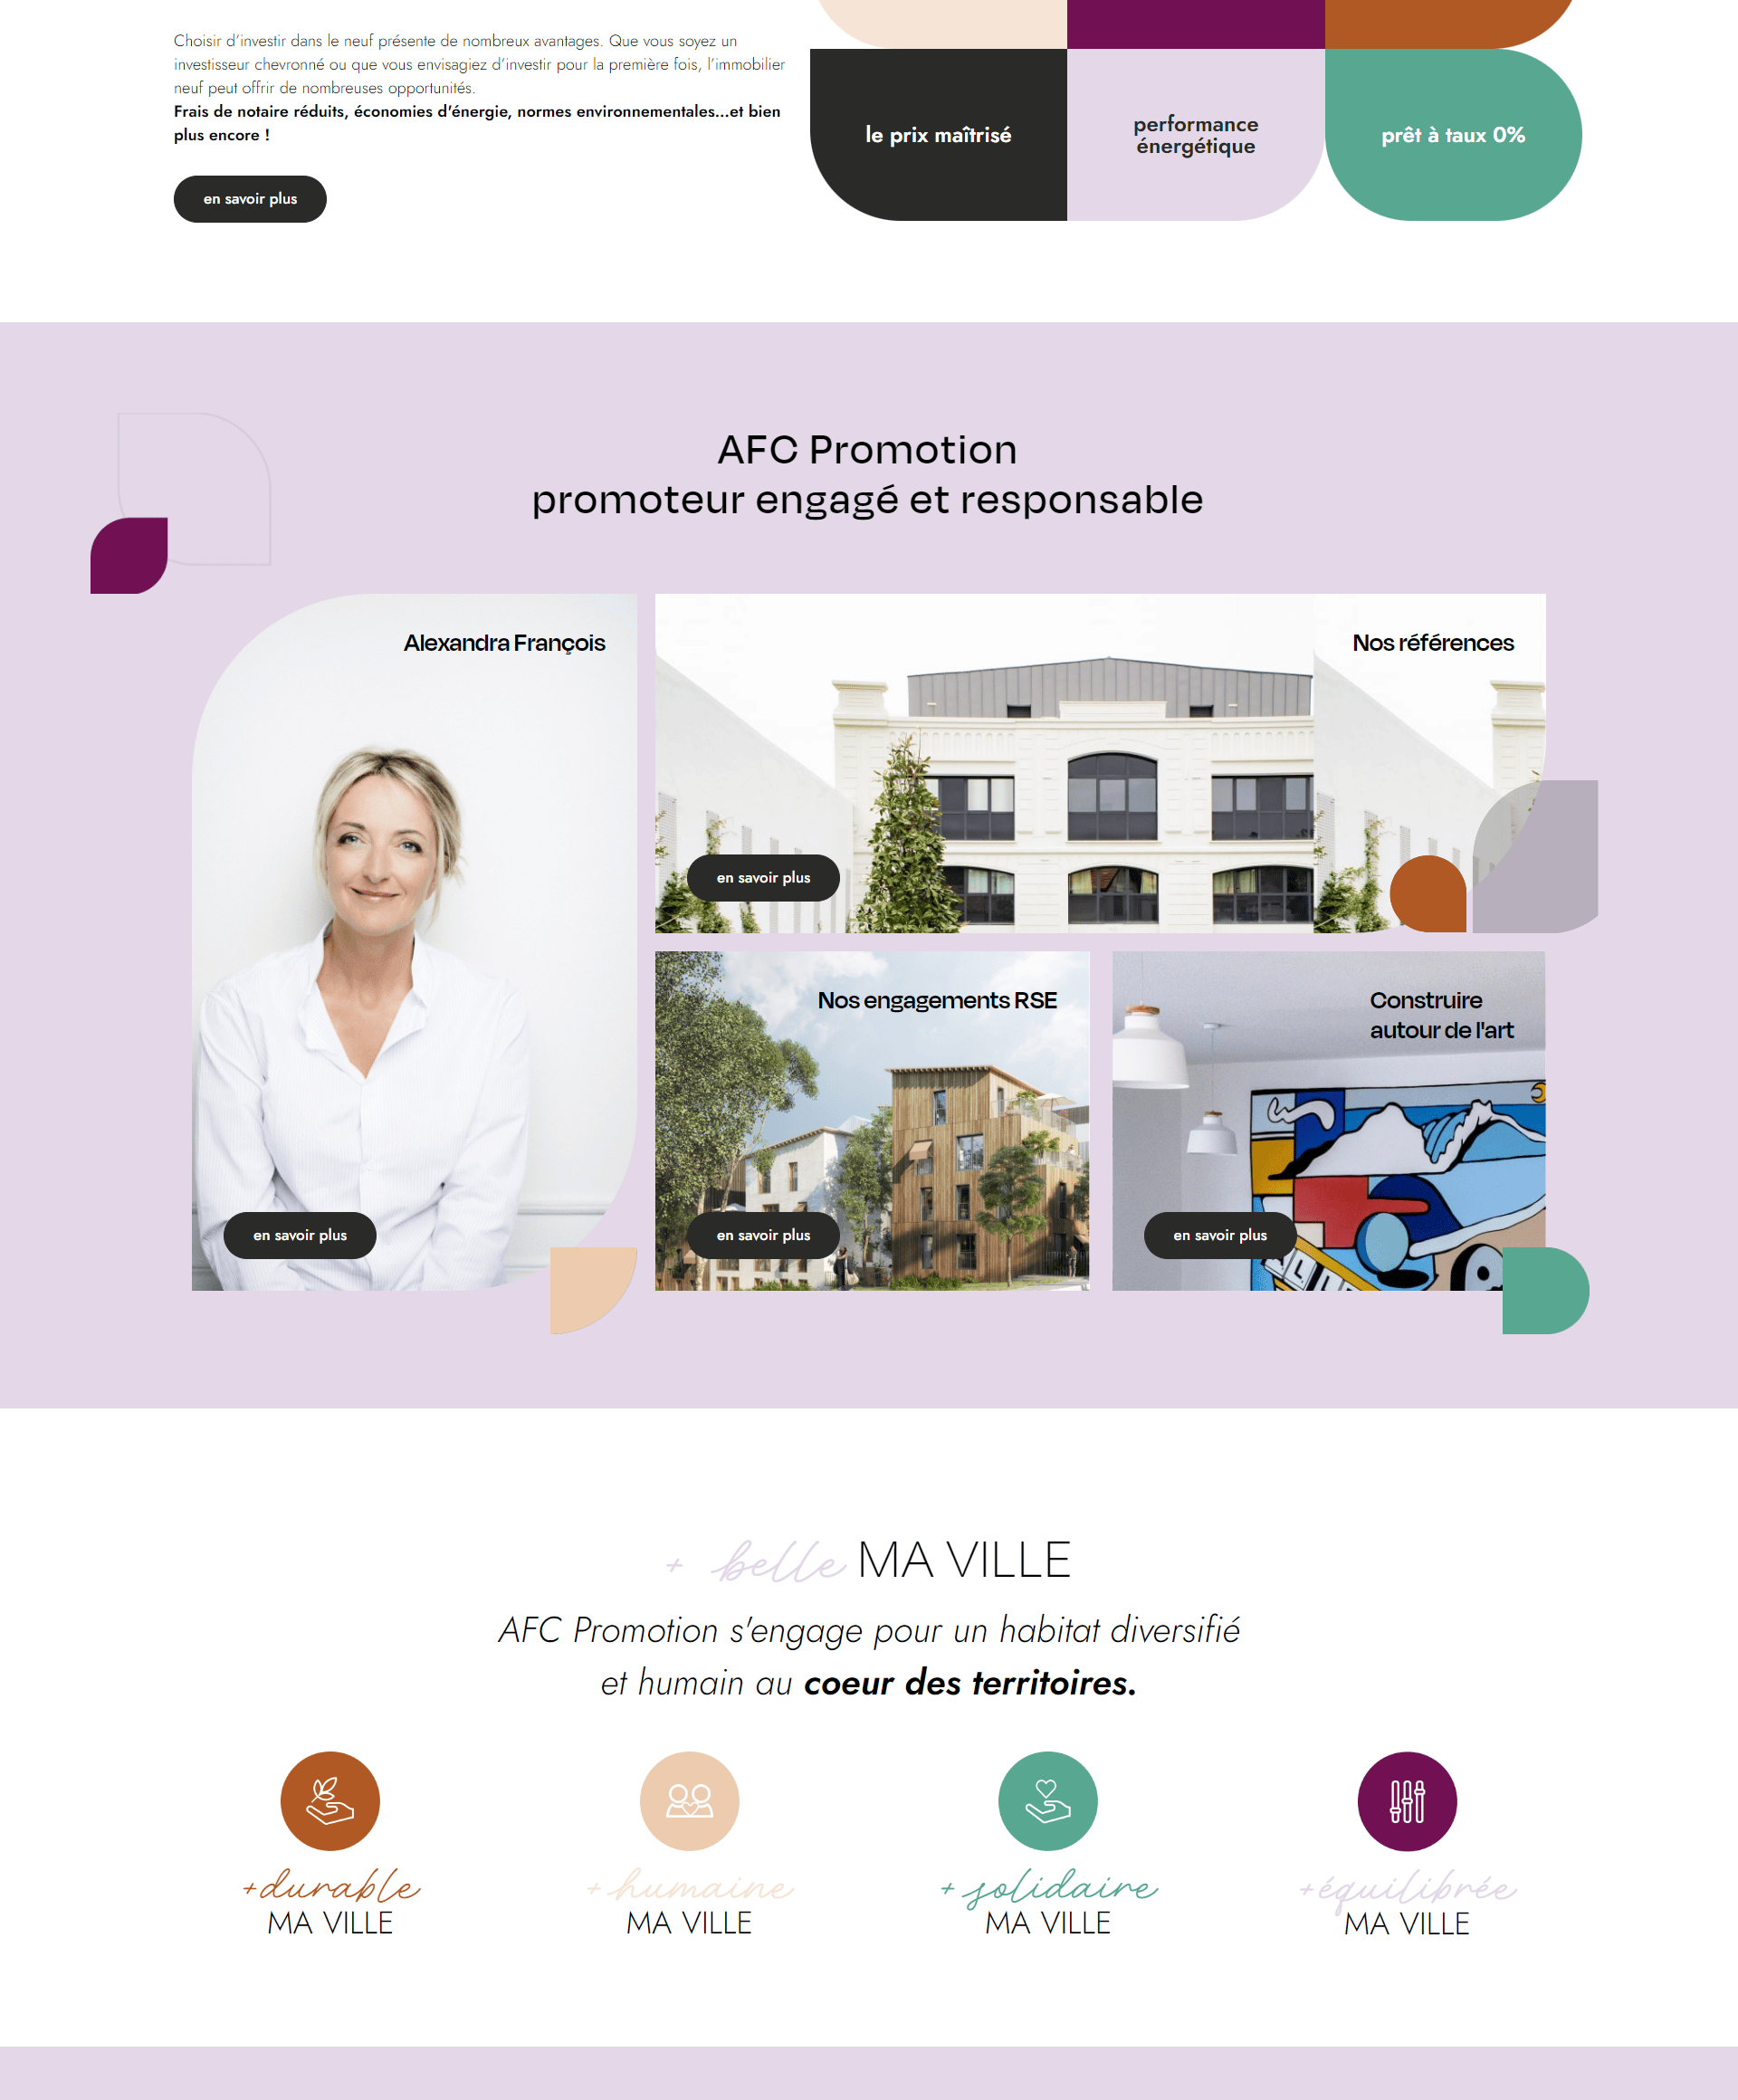 Choisir d’investir dans le neuf présente de nombreux avantages. Que vous soyez un
investisseur chevronné ou que vous envisagiez d’investir pour la première fois, l’immobilier
neuf peut offrir de nombreuses opportunités.
Frais de notaire réduits, économies d’énergie, normes environnementales…et bien
plus encore !
en savoir plus
le prix maîtrisé
performance
énergétique
prêt à taux 0%
AFC Promotion
promoteur engagé et responsable
Alexandra François
en savoir plus
Nos références
en savoir plus
Nos engagements RSE
en savoir plus
Construire
autour de l'art
en savoir plus
+ belle MA VILLE
AFC Promotion s'engage pour un habitat diversifié
et humain au coeur des territoires.
+durable
MA VILLE
+humaine
MA VILLE
+solidaire
MA VILLE
+équilibrée
MA VILLE